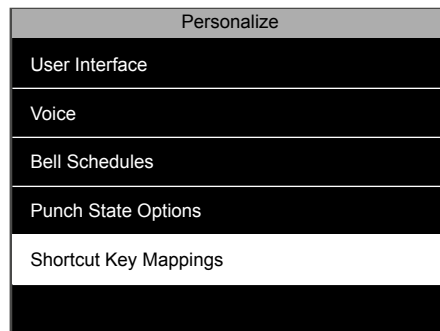 Personalize
User Interface
Voice
Bell Schedules
Punch State Options
Shortcut Key Mappings